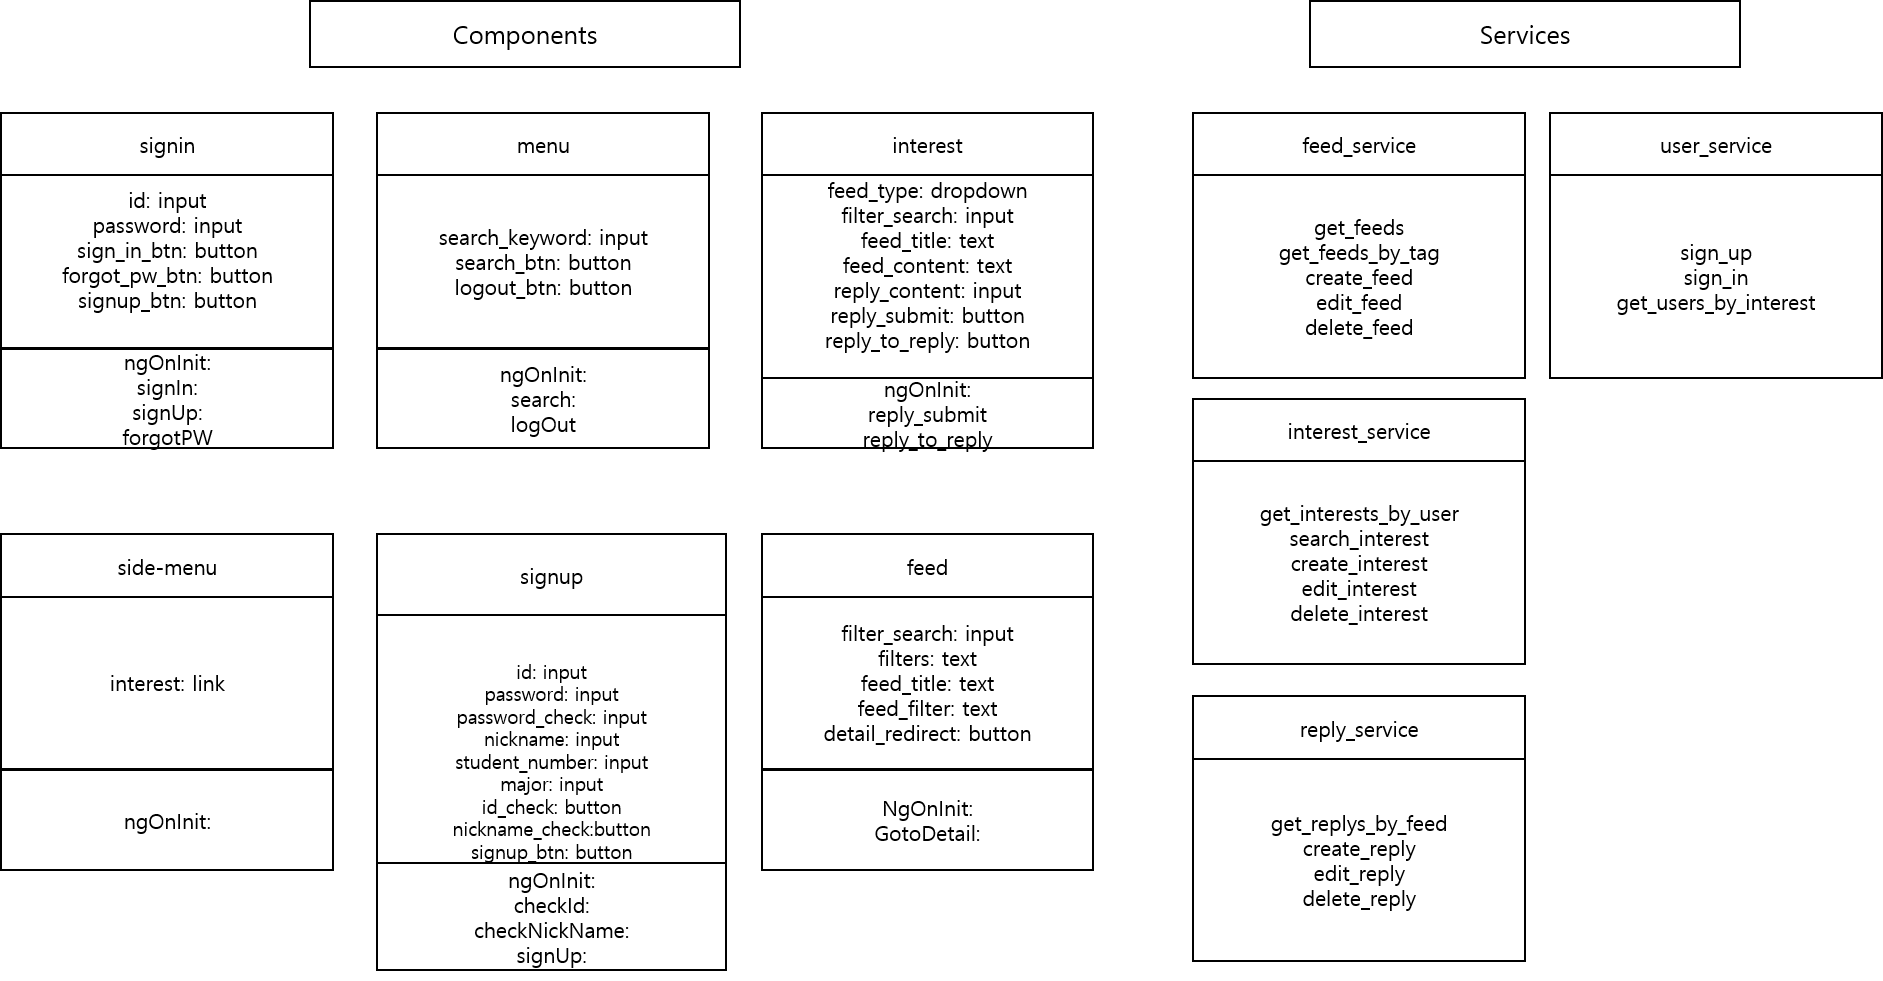 Components
Services
signin
id: input
password: input
sign_in_btn: button
forgot_pw_btn: button
signup_btn: button
ngOnInit:
signIn:
signUp:
forgotPW
menu
search_keyword: input
search_btn: button
logout_btn: button
ngOnInit:
search:
logOut
interest
feed_type: dropdown
filter_search: input
feed_title: text
feed_content: text
reply_content: input
reply_submit: button
reply_to_reply: button
ngOnInit:
reply_submit
reply_to_reply
feed_service
get_feeds
get_feeds_by_tag
create_feed
edit_feed
delete_feed
user_service
sign_up
sign_in
get_users_by_interest
interest_service
get_interests_by_user
search_interest
create_interest
edit_interest
delete_interest
side-menu
interest: link
ngOnInit:
signup
id: input
password: input
password_check: input
nickname: input
student_number: input
major: input
id_check: button
nickname_check:button
signup_btn: button
ngOnInit:
checkId:
checkNickName:
signUp:
feed
filter_search: input
filters: text
feed_title: text
feed_filter: text
detail_redirect: button
NgOnInit:
GotoDetail:
reply_service
get_replys_by_feed
create_reply
edit_reply
delete_reply